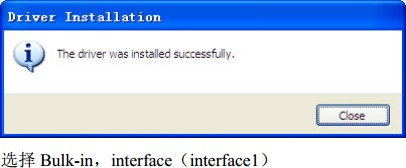 Driver Installation
The driver was installed successfully.
Close
选择 Bulk-in，interface（interface1）